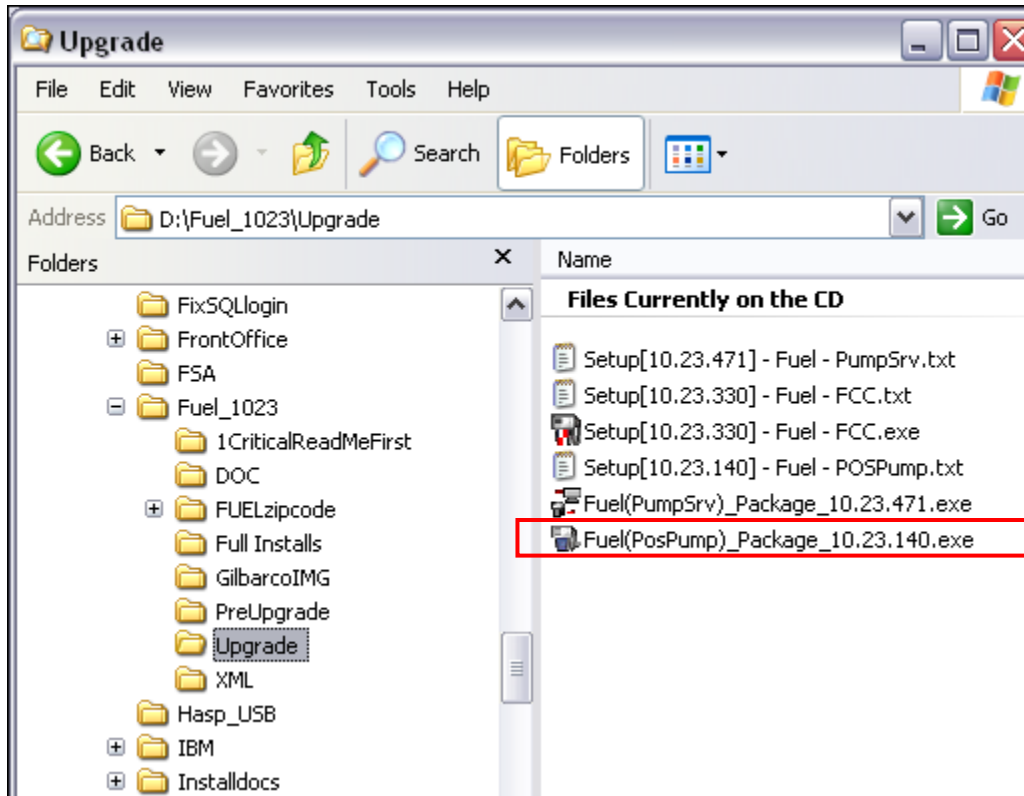 Upgrade
File Edit View Favorites Tools Help
Back Search Folders
Address D:\Fuel_1023\Upgrade Go
Folders
FixSQLlogin
FrontOffice
FSA
Fuel_1023
1CriticalReadMeFirst
DOC
FUELzipcode
Full Installs
GilbarcoIMG
PreUpgrade
Upgrade
XML
Hasp_USB
IBM
Installdocs
Name
Files Currently on the CD
Setup[10.23.471] - Fuel - PumpSrv.txt
Setup[10.23.330] - Fuel - FCC.txt
Setup[10.23.330] - Fuel - FCC.exe
Setup[10.23.140] - Fuel - POSPump.txt
Fuel(PumpSrv)_Package_10.23.471.exe
Fuel(PosPump)_Package_10.23.140.exe